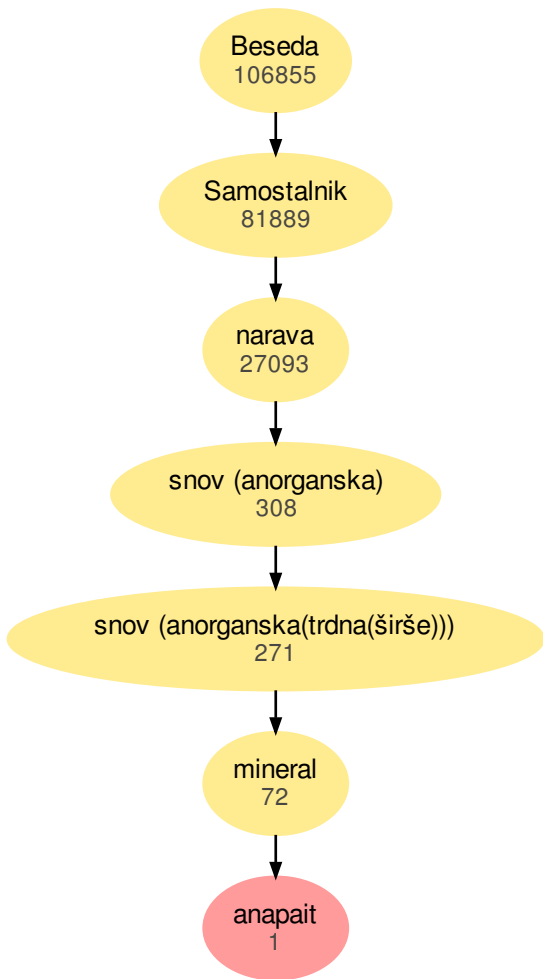 Beseda
106855
Samostalnik
81889
narava
27093
snov (anorganska)
308
snov (anorganska(trdna(širše)))
271
mineral
72
anapait
1